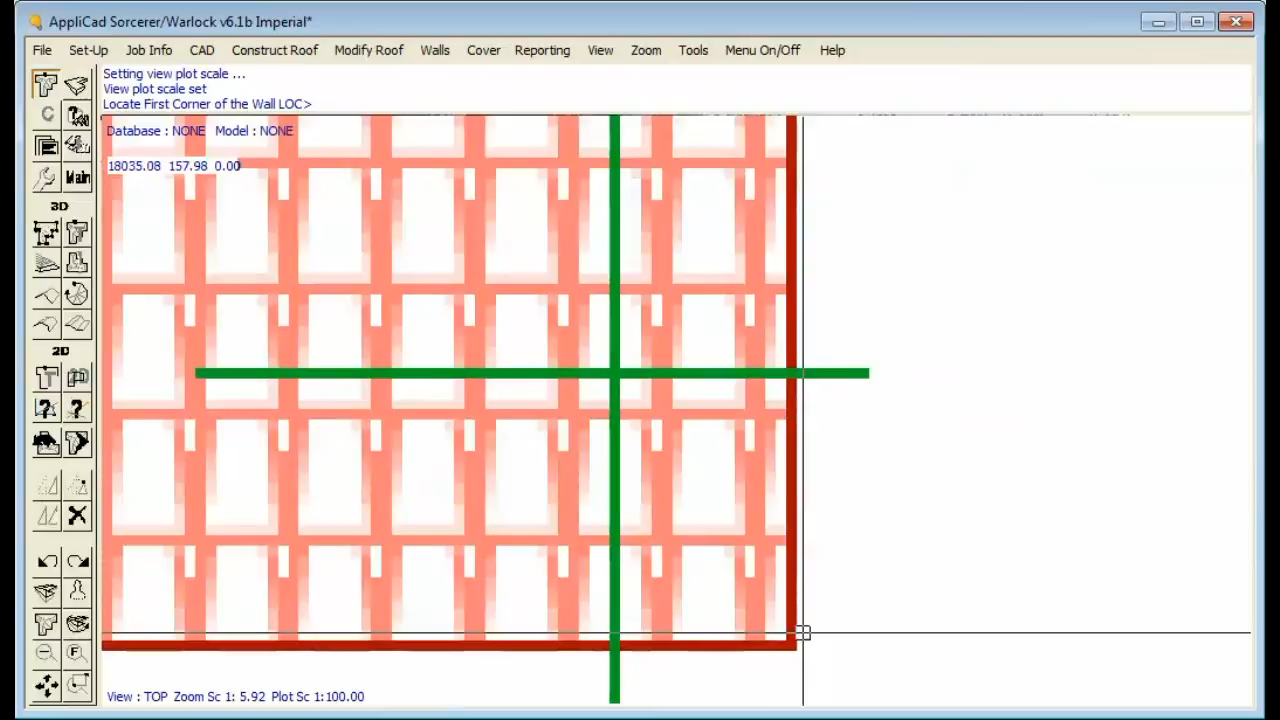 AppliCad Sorcerer/Warlock v6.1b Imperial*
File Set-Up Job Info CAD Construct Roof Modify Roof Walls Cover Reporting View Zoom Tools Menu On/Off Help
Setting view plot scale ...
View plot scale set
Locate First Corner of the Wall LOC>
Database : NONE Model : NONE
18035.08 157.98 0.00
C
?
Main
3D
2D
?
F
View : TOP Zoom Sc 1: 5.92 Plot Sc 1:100.00